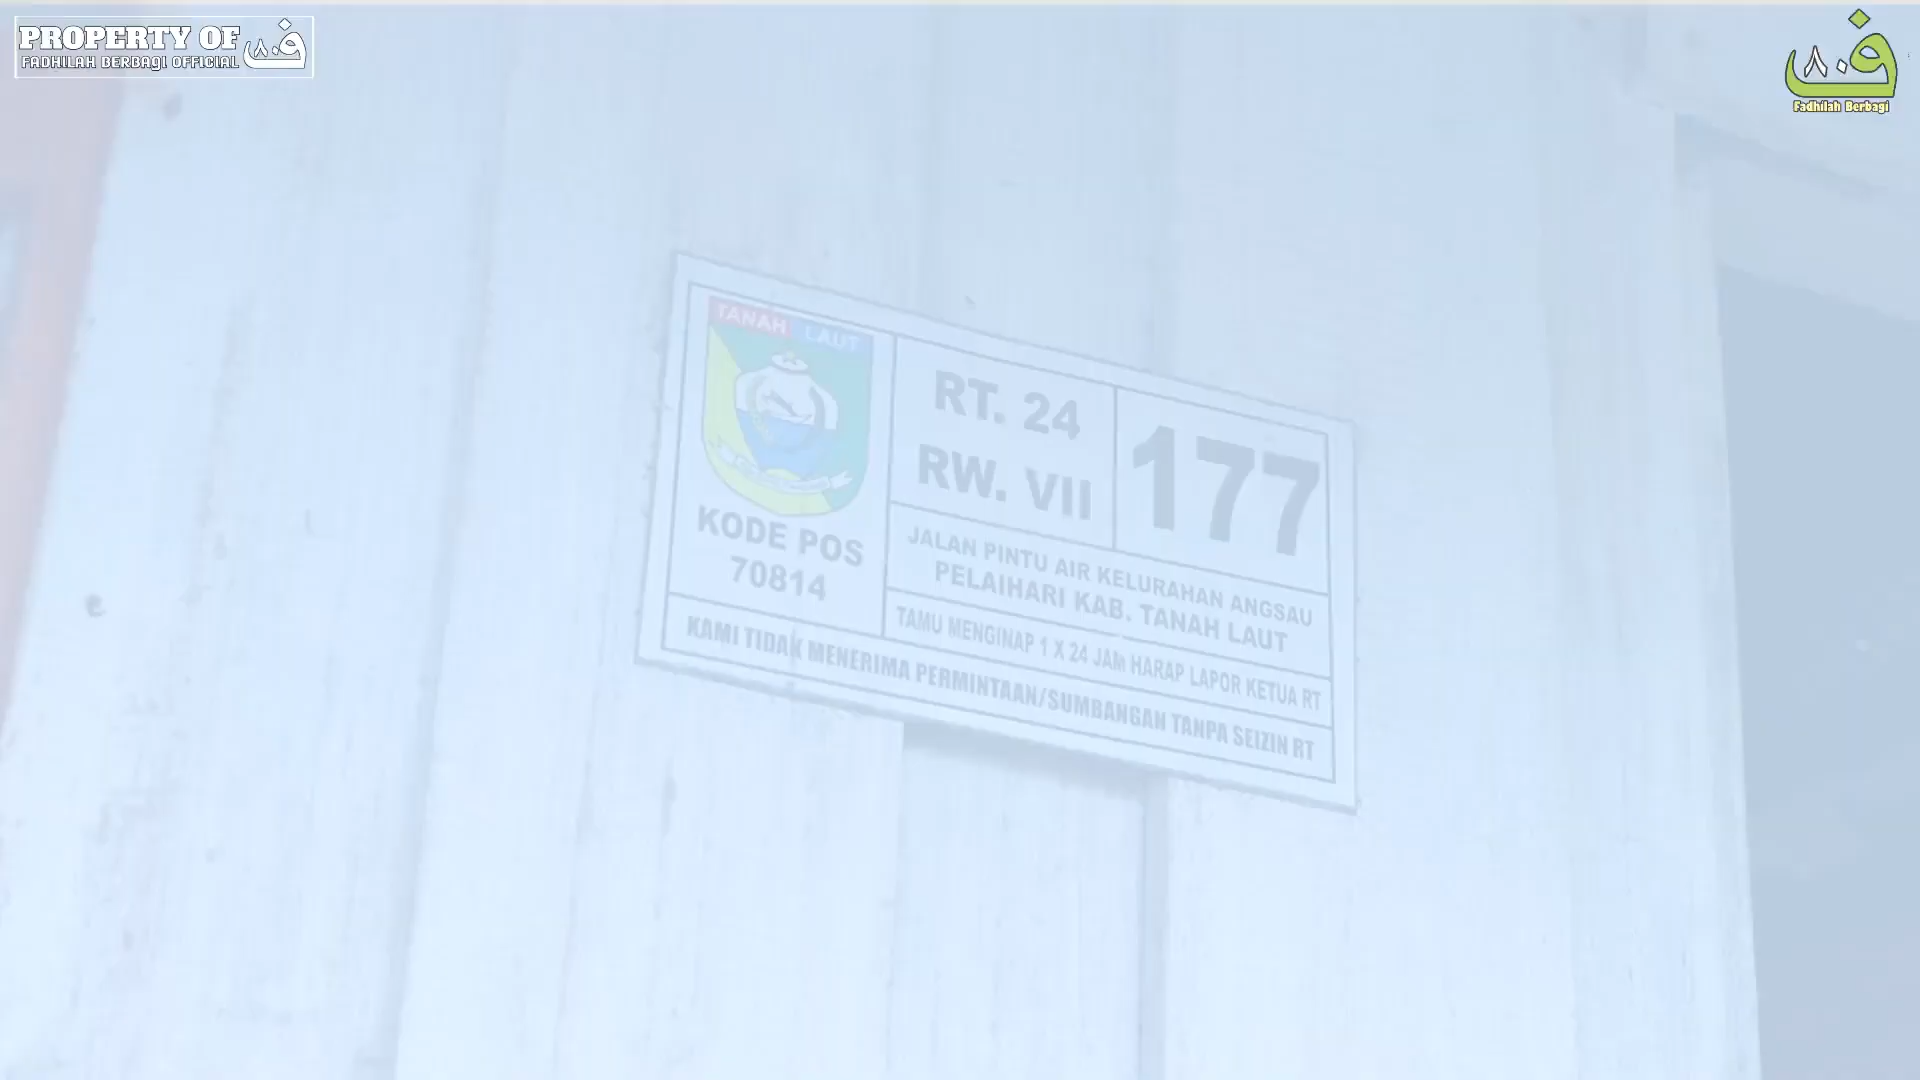 PROPERTY OF
FADHILAH BERBAGI OFFICIAL
Fadhilah Berbagi
TANAH LAUT
KODE POS
70814
RT. 24
RW. VII
177
JALAN PINTU AIR KELURAHAN ANGSAU
PELAIHARI KAB. TANAH LAUT
TAMU MENGINAP 1 X 24 JAM HARAP LAPOR KETUA RT
KAMI TIDAK MENERIMA PERMINTAAN/SUMBANGAN TANPA SEIZIN RT